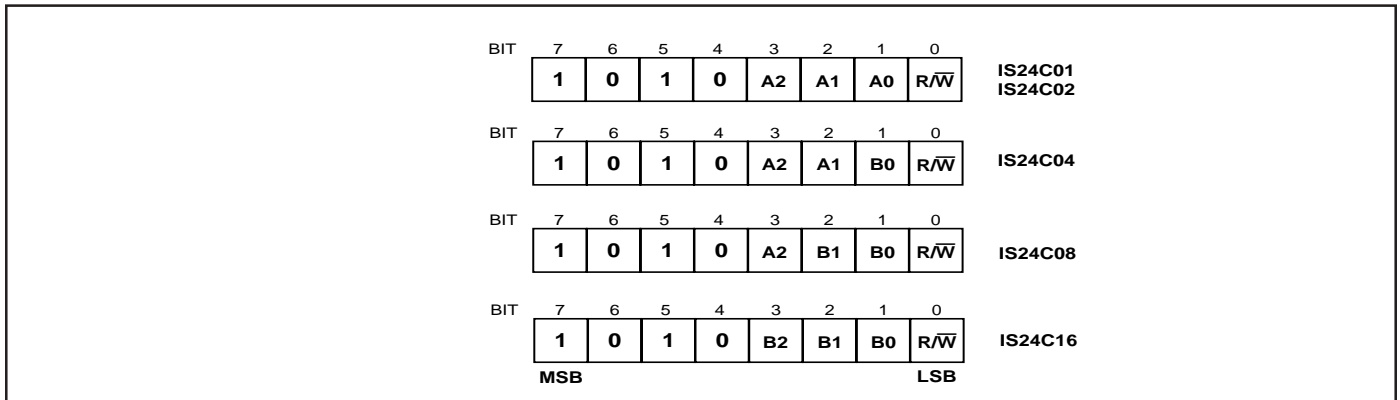 BIT 7 6 5 4 3 2 1 0
1 0 1 0 A2 A1 A0 R/W̅ IS24C01
IS24C02
BIT 7 6 5 4 3 2 1 0
1 0 1 0 A2 A1 B0 R/W̅ IS24C04
BIT 7 6 5 4 3 2 1 0
1 0 1 0 A2 B1 B0 R/W̅ IS24C08
BIT 7 6 5 4 3 2 1 0
1 0 1 0 B2 B1 B0 R/W̅ IS24C16
MSB LSB